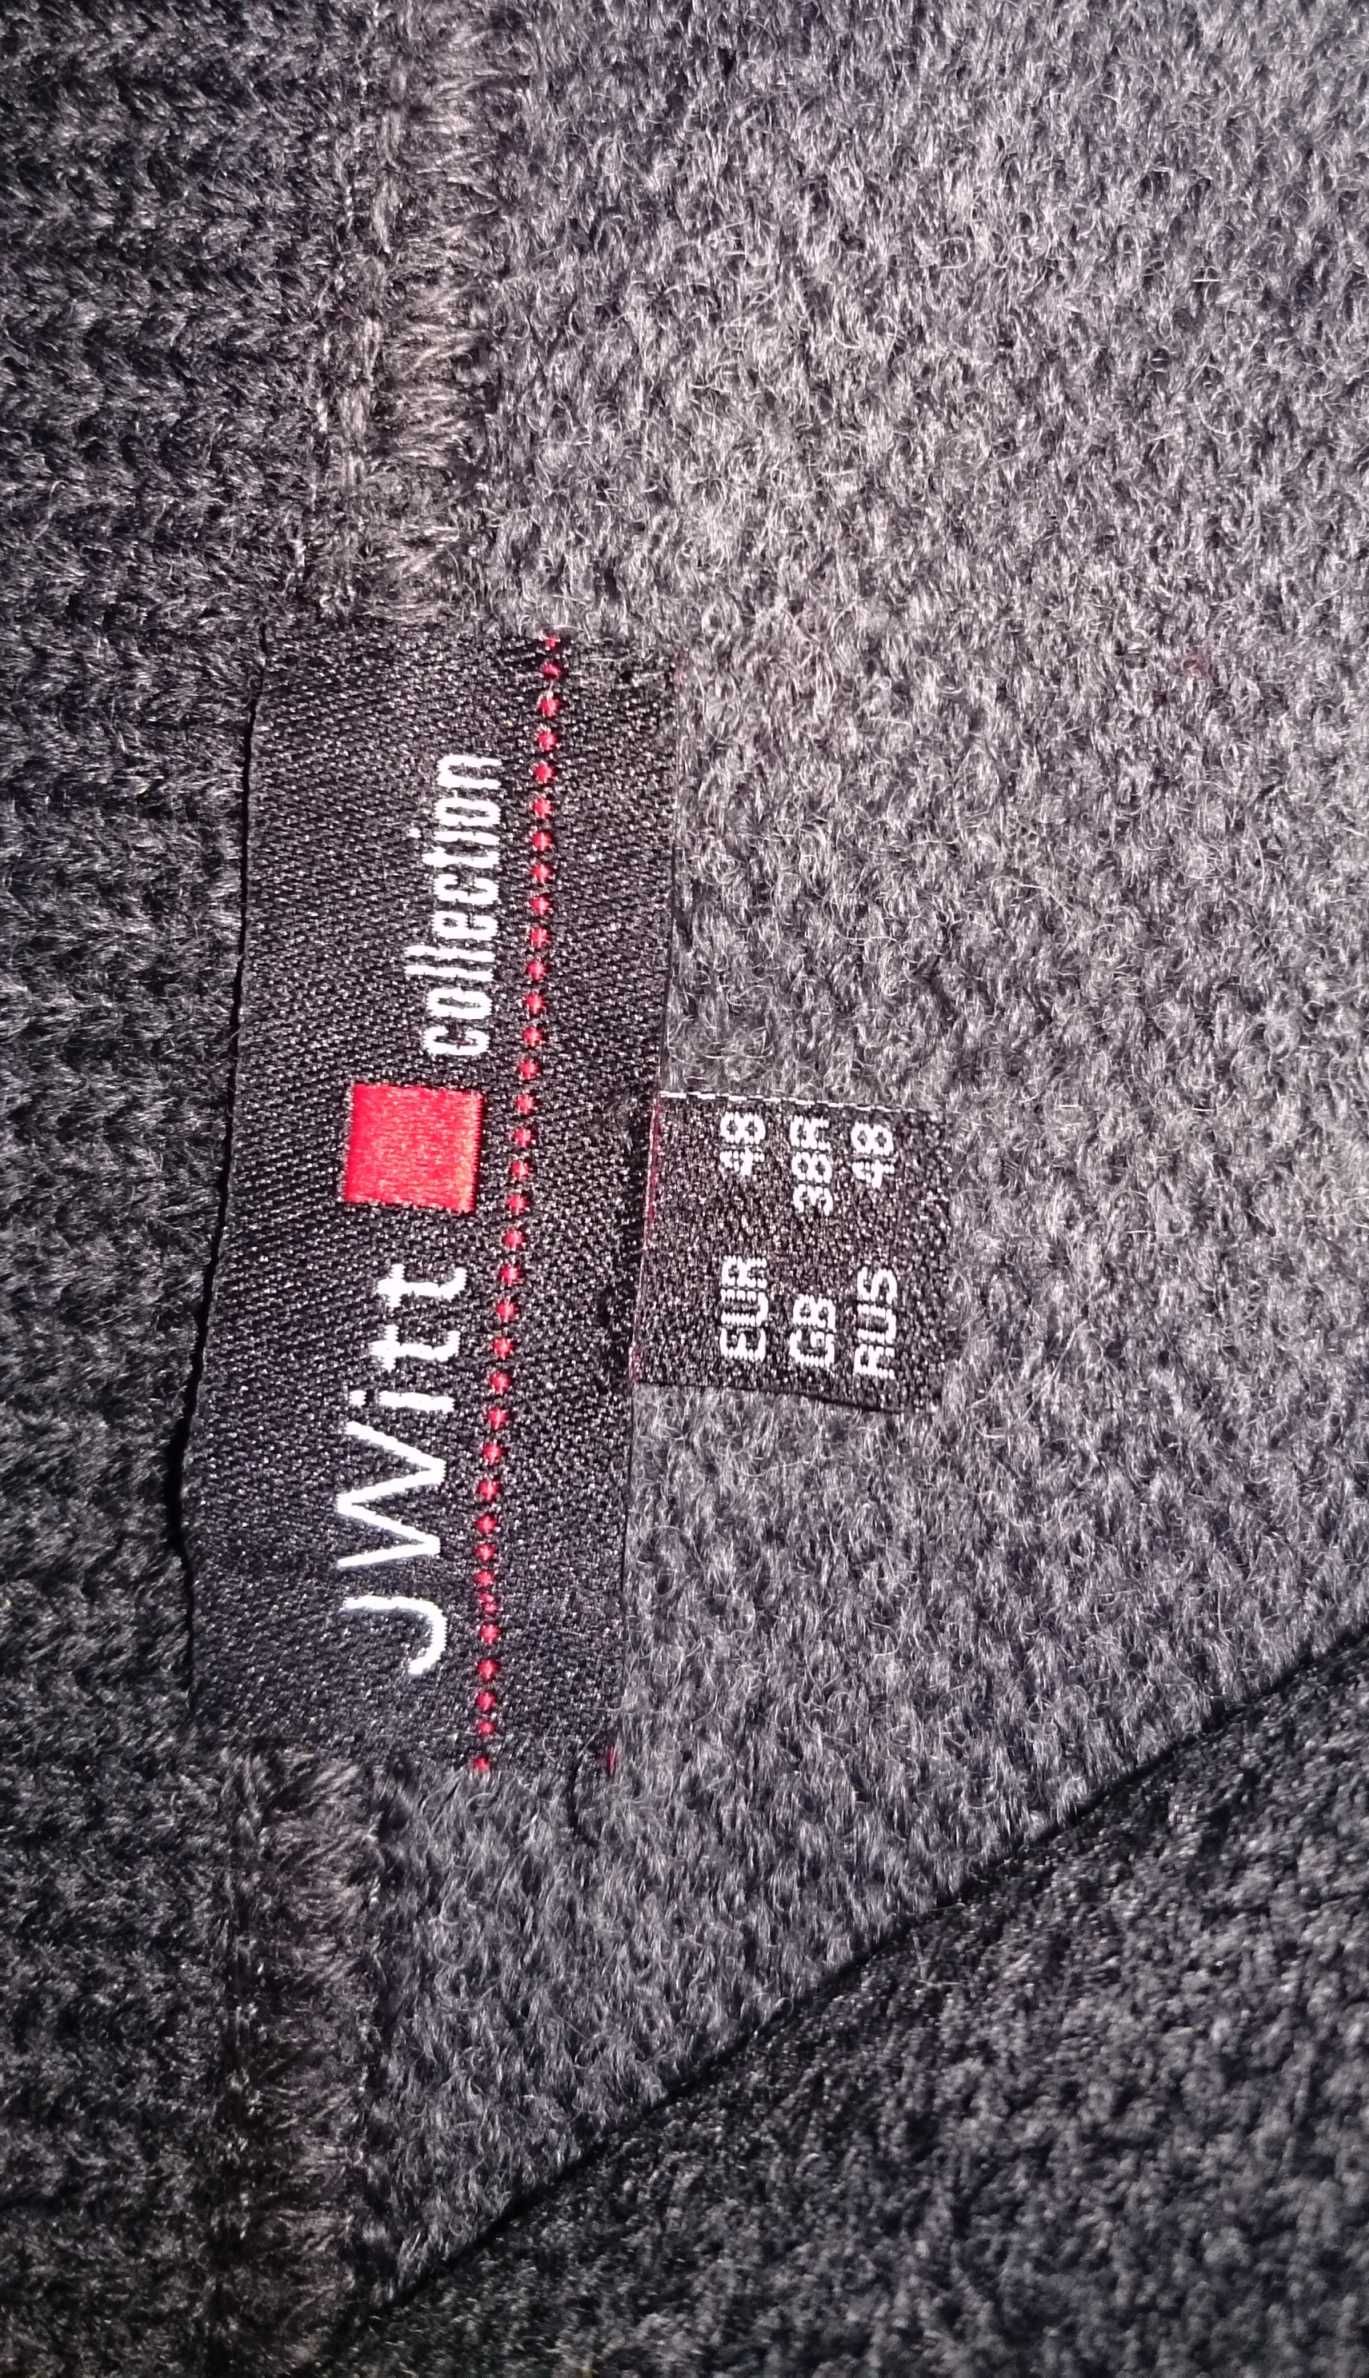 JWitt collection
EUR 48
GB 38R
RUS 48